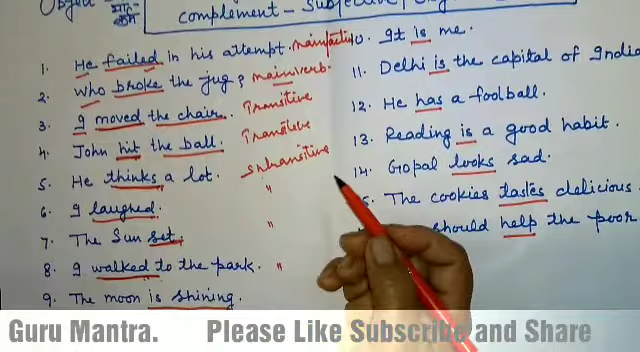 Object
complement - Subjective
1. He failed in his attempt. main
2. Who broke the jug? main verb.
3. I moved the chair. Transitive
4. John hit the ball. Transitive
5. He thinks a lot. Intransitive
6. I laughed. "
7. The Sun set. "
8. I walked to the park. "
9. The moon is shining.
10. It is me.
11. Delhi is the capital of India
12. He has a football.
13. Reading is a good habit.
14. Gopal looks sad.
5. The cookies tastes delicious
should help the poor
Guru Mantra. Please Like Subscribe and Share